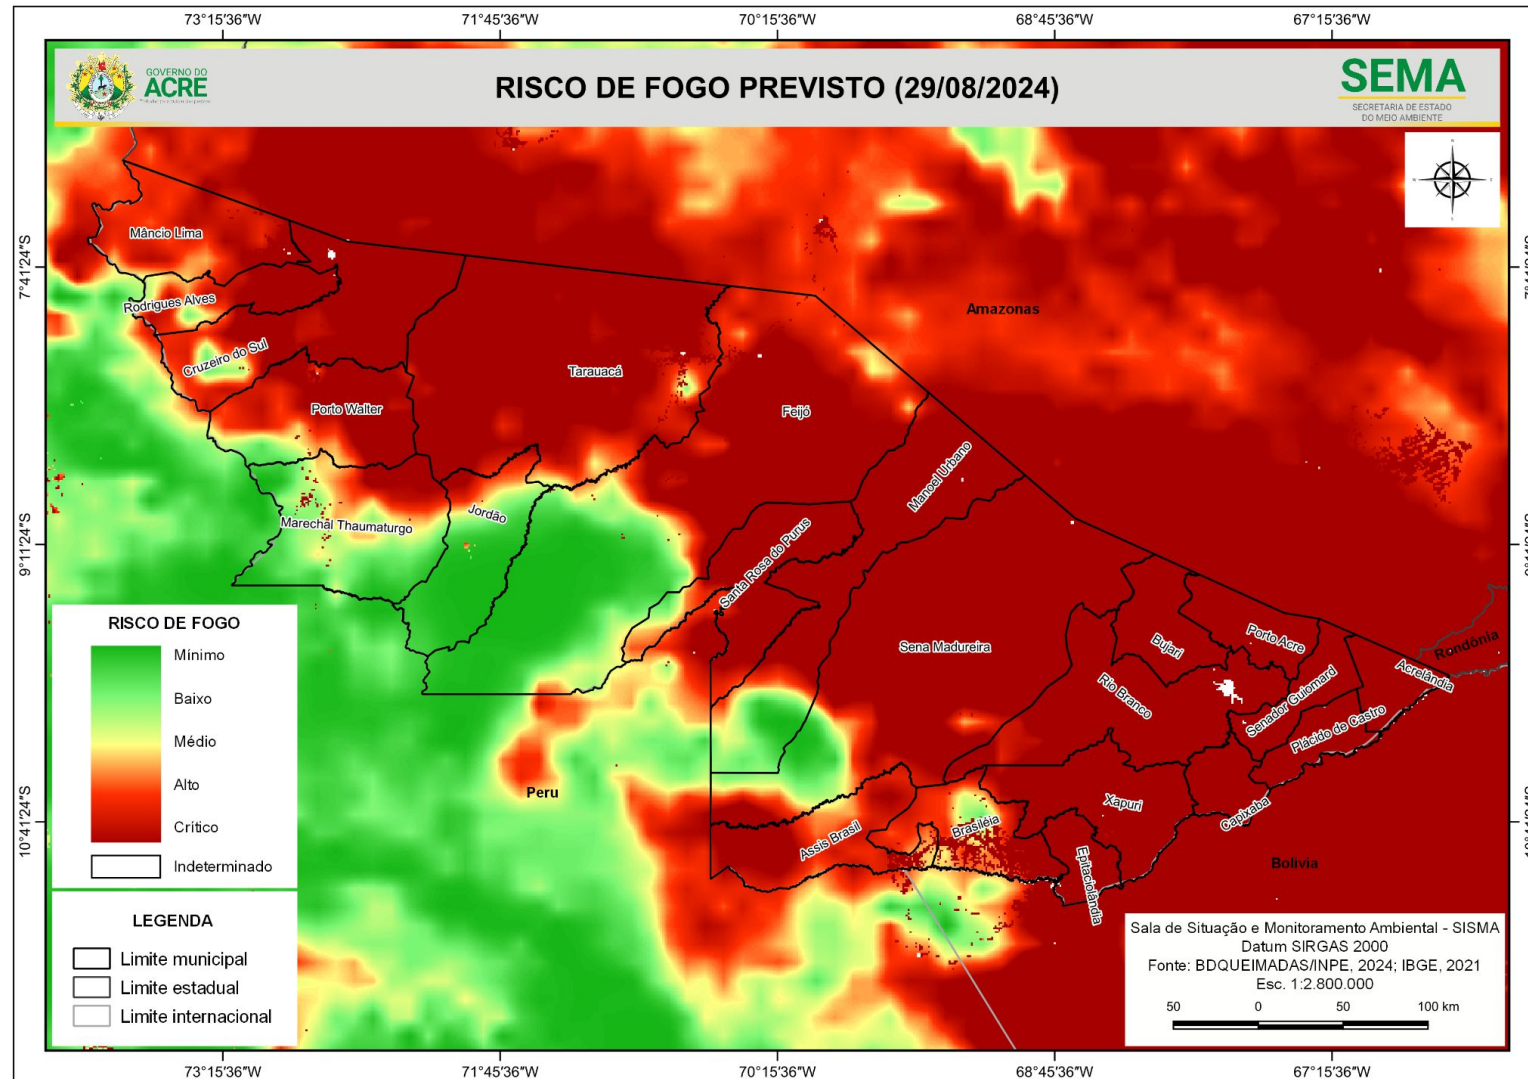 73°15'36"W 71°45'36"W 70°15'36"W 68°45'36"W 67°15'36"W
GOVERNO DO
ACRE
RISCO DE FOGO PREVISTO (29/08/2024)
SEMA
SECRETARIA DE ESTADO
DO MEIO AMBIENTE
Mâncio Lima
7°41'24"S
Rodrigues Alves
Amazonas
Cruzeiro do Sul
Tarauacá
Porto Walter
Feijó
Manoel Urbano
Marechal Thaumaturgo
Jordão
9°11'24"S
Santa Rosa do Purus
Sena Madureira
Bujari
Porto Acre
Rondônia
Acrelândia
Rio Branco
Senador Guiomard
Plácido de Castro
Peru
Xapuri
Capixaba
10°41'24"S
Assis Brasil
Brasiléia
Epitaciolândia
Bolivia
RISCO DE FOGO
Mínimo
Baixo
Médio
Alto
Crítico
Indeterminado
LEGENDA
Limite municipal
Limite estadual
Limite internacional
Sala de Situação e Monitoramento Ambiental - SISMA
Datum SIRGAS 2000
Fonte: BDQUEIMADAS/INPE, 2024; IBGE, 2021
Esc. 1:2.800.000
50 0 50 100 km
73°15'36"W 71°45'36"W 70°15'36"W 68°45'36"W 67°15'36"W